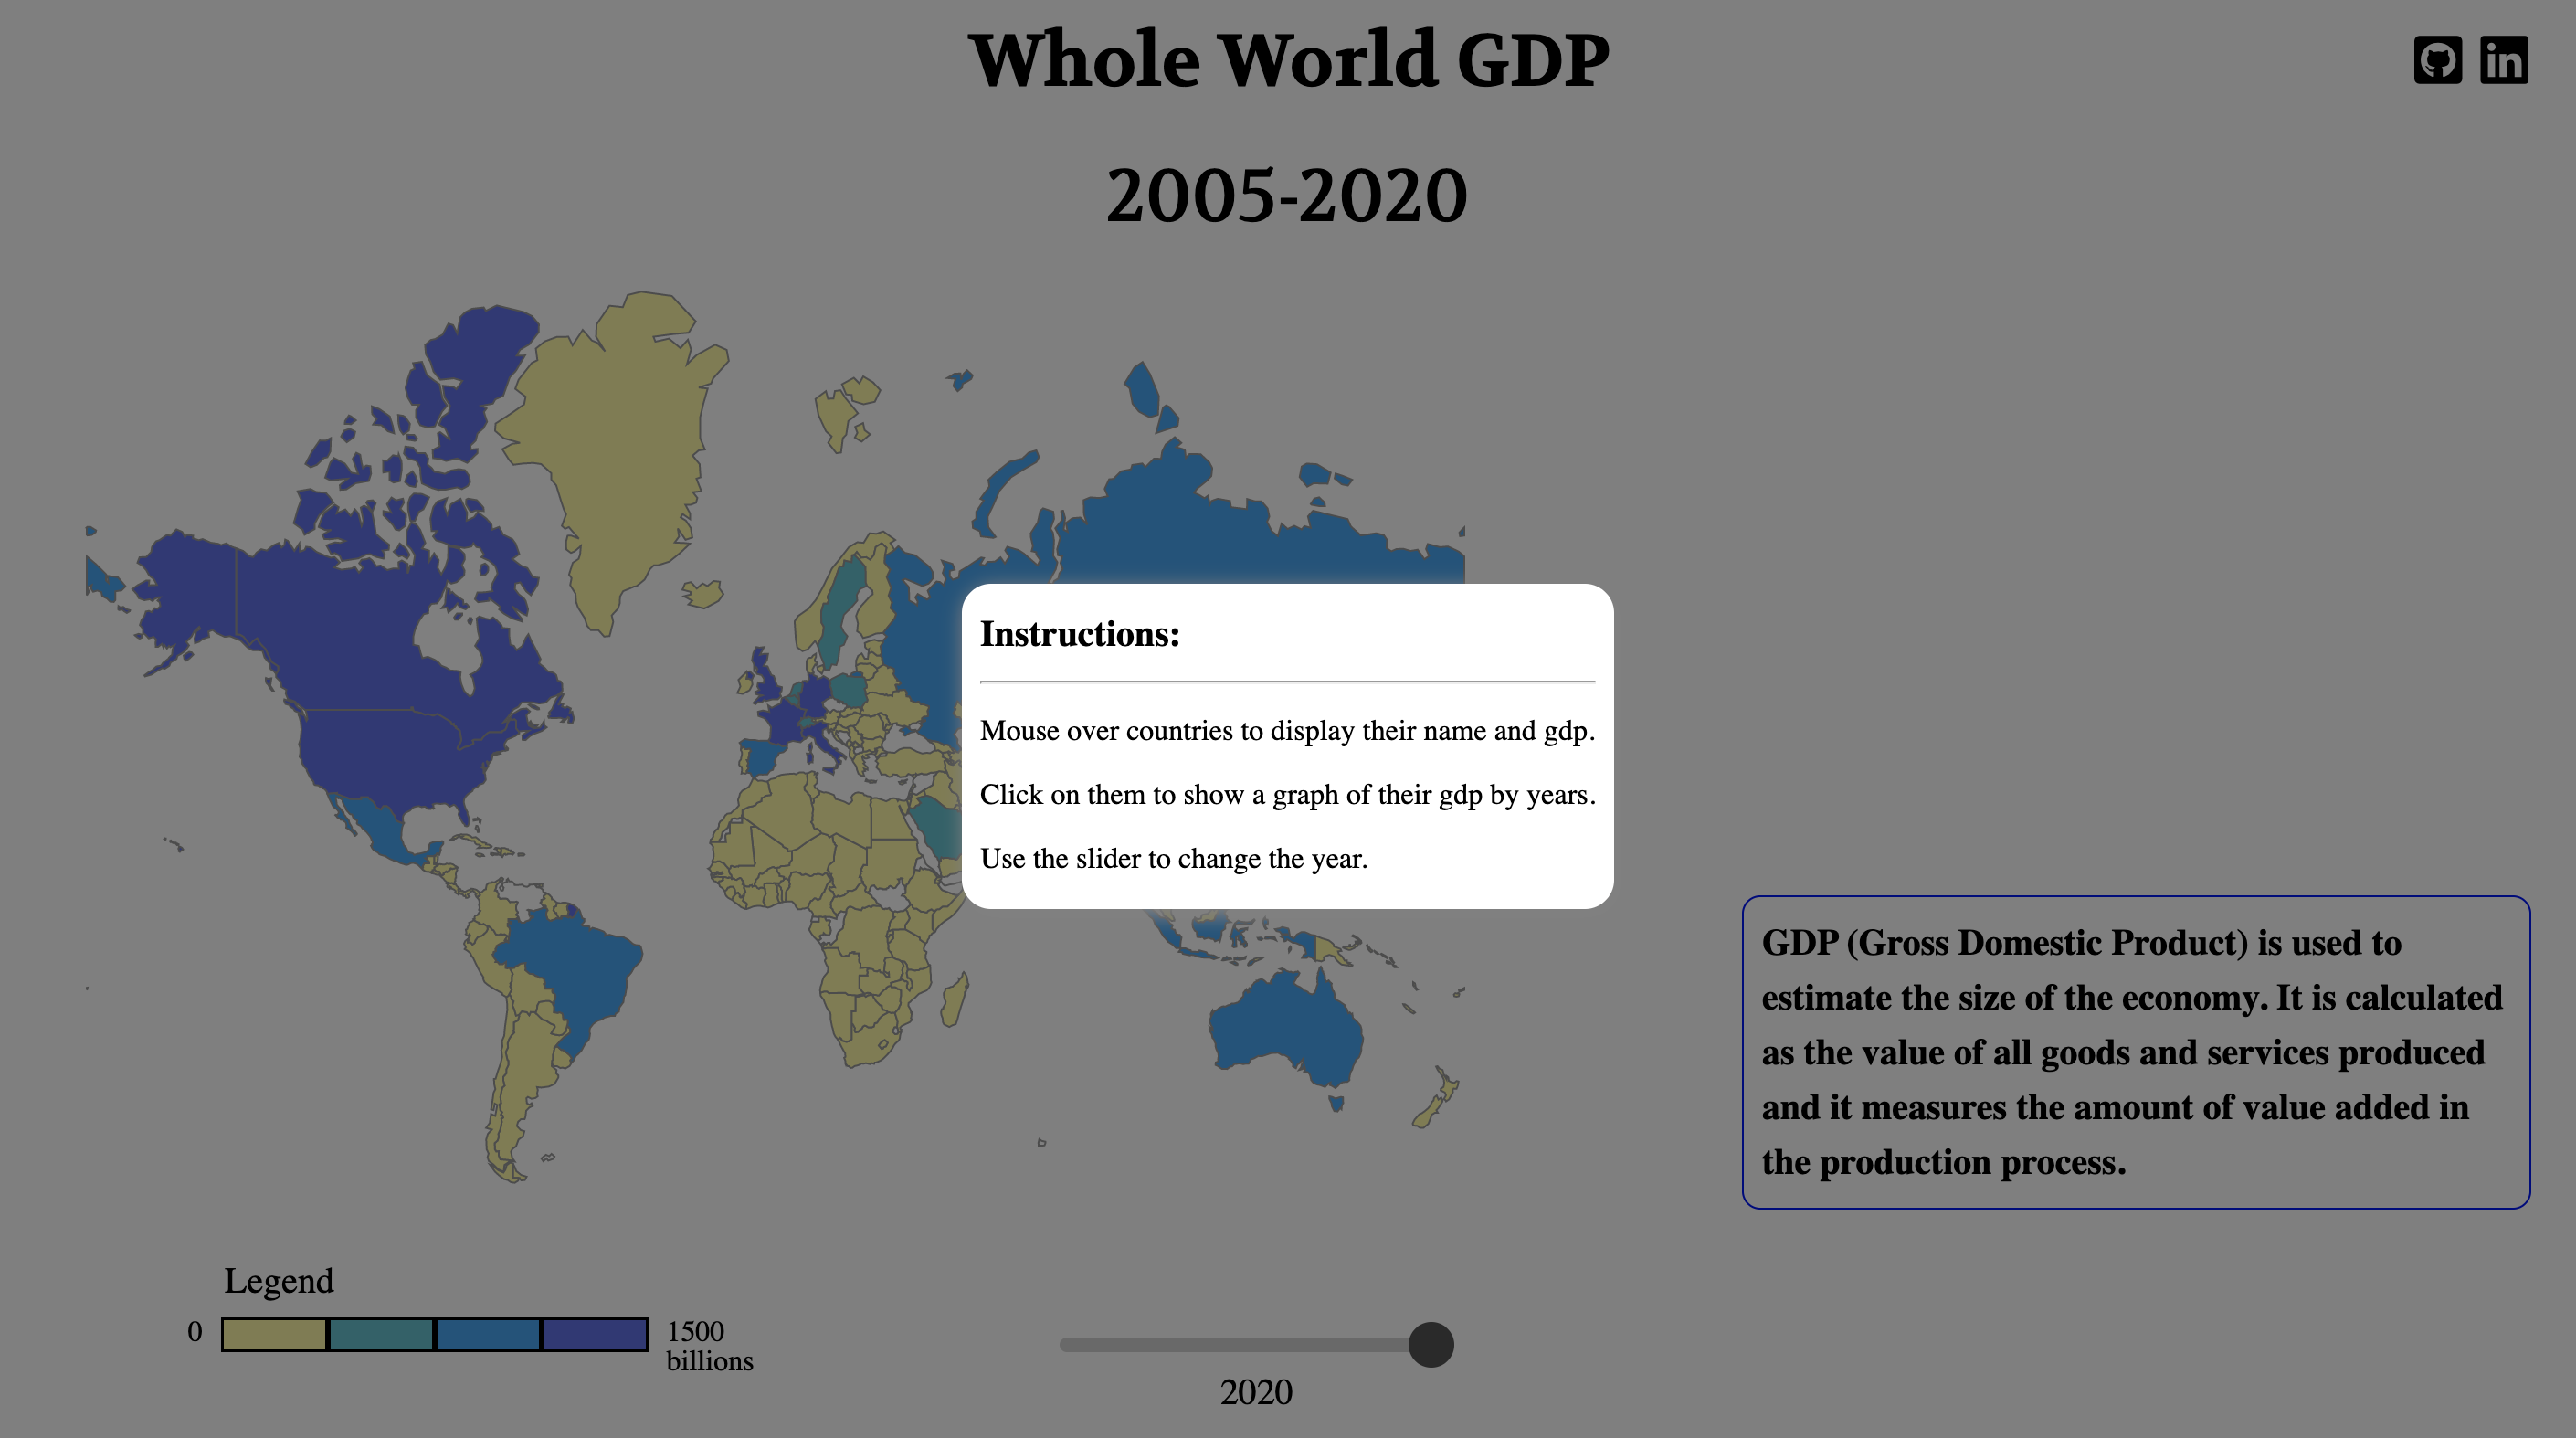 Whole World GDP
2005-2020
Instructions:
Mouse over countries to display their name and gdp.
Click on them to show a graph of their gdp by years.
Use the slider to change the year.
GDP (Gross Domestic Product) is used to
estimate the size of the economy. It is calculated
as the value of all goods and services produced
and it measures the amount of value added in
the production process.
Legend
0
1500
billions
2020